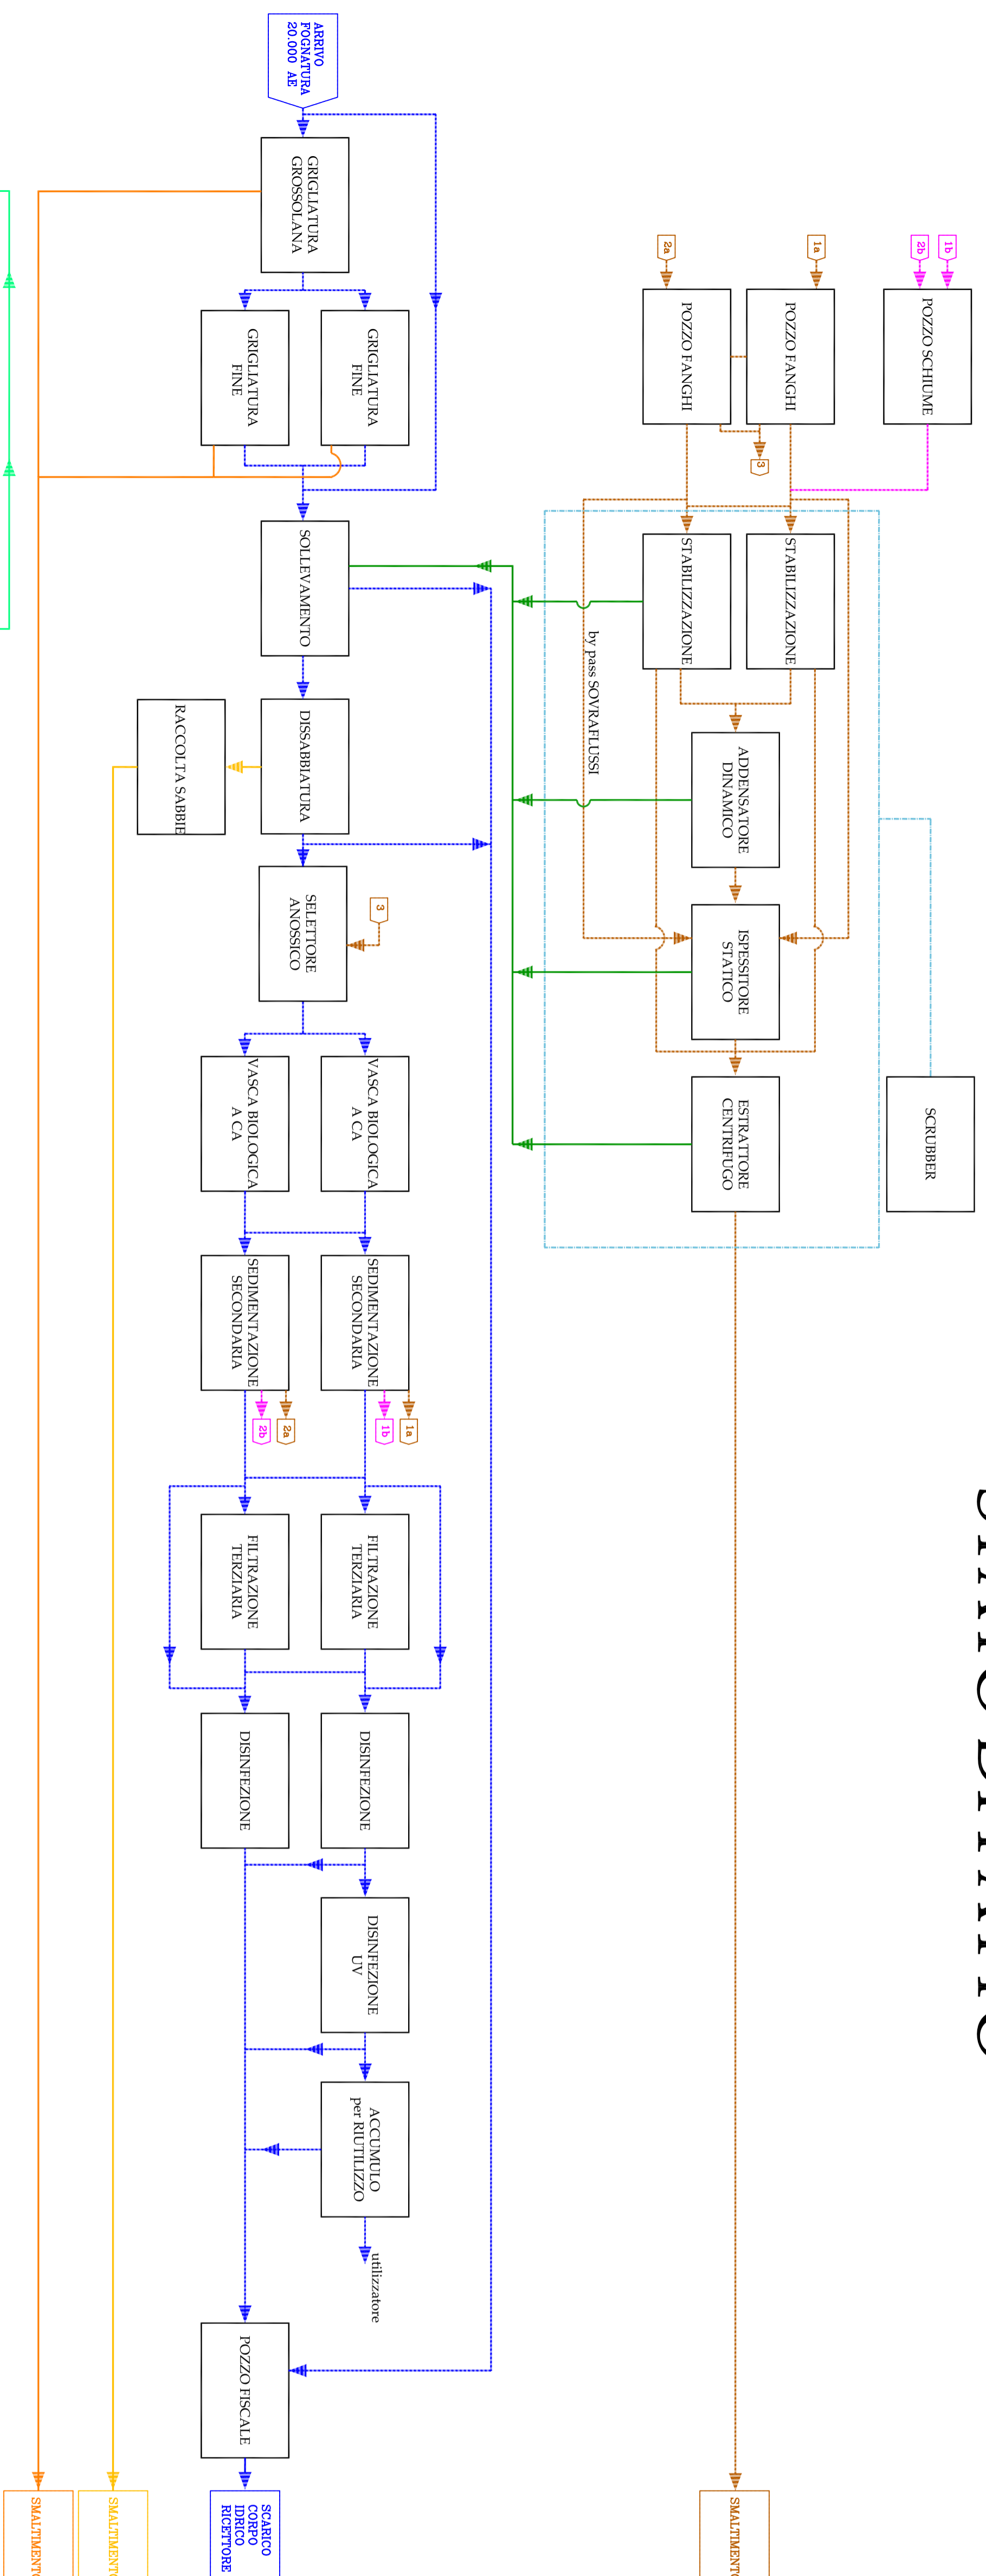 1b
2b
POZZO SCHIUME
SCRUBBER
1a
POZZO FANGHI
2a
POZZO FANGHI
3
STABILIZZAZIONE
STABILIZZAZIONE
by pass SOVRAFLUSSI
ADDENSATORE
DINAMICO
ISPESSITORE
STATICO
ESTRATTORE
CENTRIFUGO
SMALTIMENTO
ARRIVO
FOGNATURA
20.000 AE
GRIGLIATURA
GROSSOLANA
GRIGLIATURA
FINE
GRIGLIATURA
FINE
SOLLEVAMENTO
DISSABBIATURA
RACCOLTA SABBIE
3
SELETTORE
ANOSSICO
VASCA BIOLOGICA
A CA
VASCA BIOLOGICA
A CA
SEDIMENTAZIONE
SECONDARIA
SEDIMENTAZIONE
SECONDARIA
1a
1b
2a
2b
FILTRAZIONE
TERZIARIA
FILTRAZIONE
TERZIARIA
DISINFEZIONE
DISINFEZIONE
DISINFEZIONE
UV
ACCUMULO
per RIUTILIZZO
utilizzatore
POZZO FISCALE
SCARICO
CORPO
IDRICO
RICETTORE
SMALTIMENTO
SMALTIMENTO